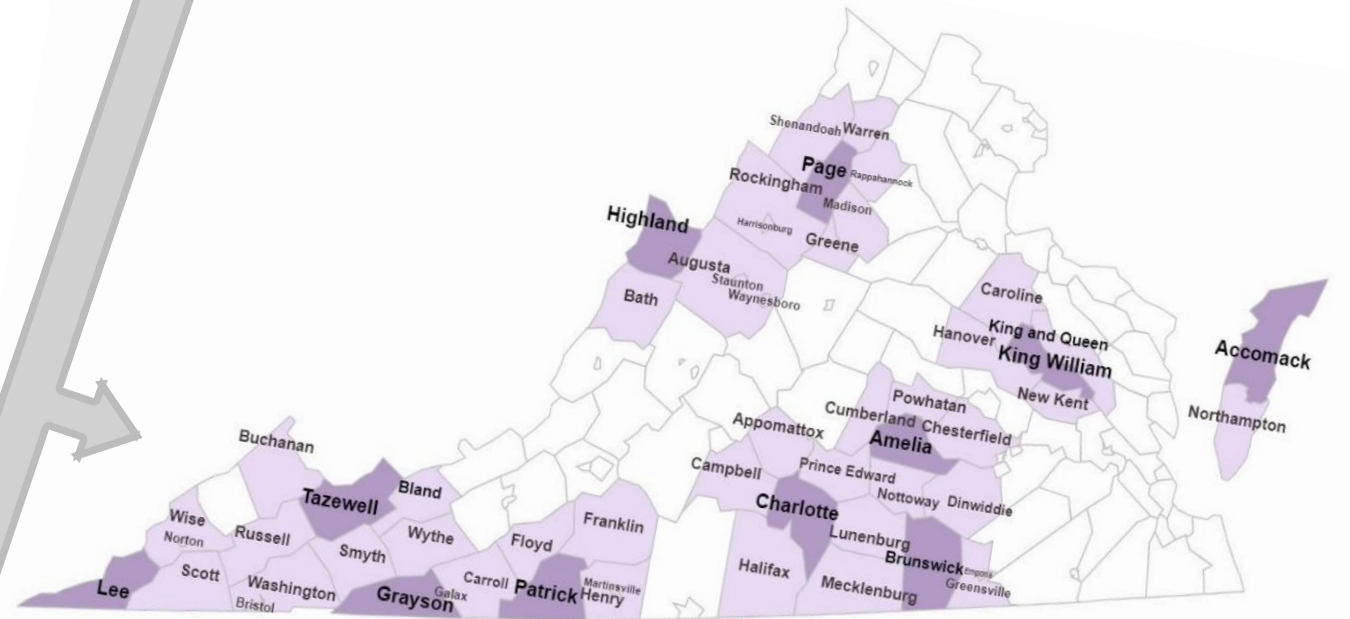 Shenandoah
Warren
Page
Rappahannock
Rockingham
Madison
Highland
Harrisonburg
Greene
Augusta
Staunton
Waynesboro
Bath
Caroline
Hanover
King and Queen
King William
New Kent
Accomack
Northampton
Powhatan
Cumberland
Chesterfield
Appomattox
Amelia
Campbell
Prince Edward
Nottoway
Dinwiddie
Charlotte
Lunenburg
Brunswick
Emporia
Greensville
Halifax
Mecklenburg
Buchanan
Tazewell
Bland
Wise
Norton
Russell
Wythe
Smyth
Floyd
Franklin
Scott
Lee
Washington
Bristol
Grayson
Galax
Carroll
Patrick
Martinsville
Henry